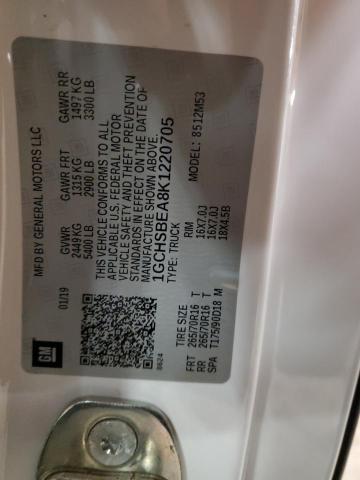 GM
MFD BY GENERAL MOTORS LLC
01/19
GVWR GAWR FRT GAWR RR
2449 KG 1315 KG 1497 KG
5400 LB 2900 LB 3300 LB
THIS VEHICLE CONFORMS TO ALL
APPLICABLE U.S. FEDERAL MOTOR
VEHICLE SAFETY AND THEFT PREVENTION
STANDARDS IN EFFECT ON THE DATE OF
MANUFACTURE SHOWN ABOVE.
1GCHSBEA8K1220705
TYPE: TRUCK
MODEL: 8512M53
8624
TIRE SIZE RIM
FRT 265/70R16 T 16X7.0J
RR 265/70R16 T 16X7.0J
SPA T175/90D18 M 18X4.5B